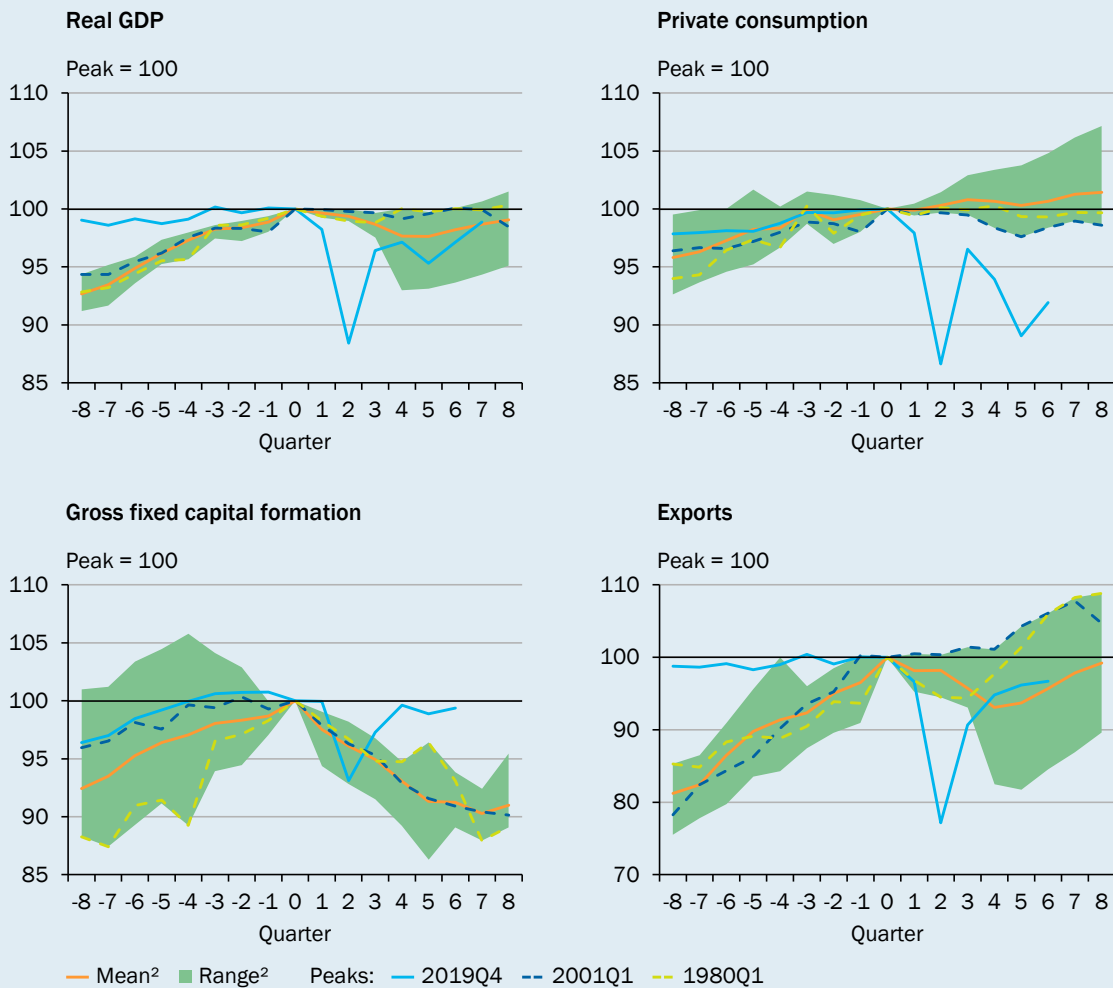 Real GDP
Peak = 100
110
105
100
95
90
85
-8 -7 -6 -5 -4 -3 -2 -1 0 1 2 3 4 5 6 7 8
Quarter
Private consumption
Peak = 100
110
105
100
95
90
85
-8 -7 -6 -5 -4 -3 -2 -1 0 1 2 3 4 5 6 7 8
Quarter
Gross fixed capital formation
Peak = 100
110
105
100
95
90
85
-8 -7 -6 -5 -4 -3 -2 -1 0 1 2 3 4 5 6 7 8
Quarter
Exports
Peak = 100
110
100
90
80
70
-8 -7 -6 -5 -4 -3 -2 -1 0 1 2 3 4 5 6 7 8
Quarter
Mean² Range² Peaks: 2019Q4 2001Q1 1980Q1